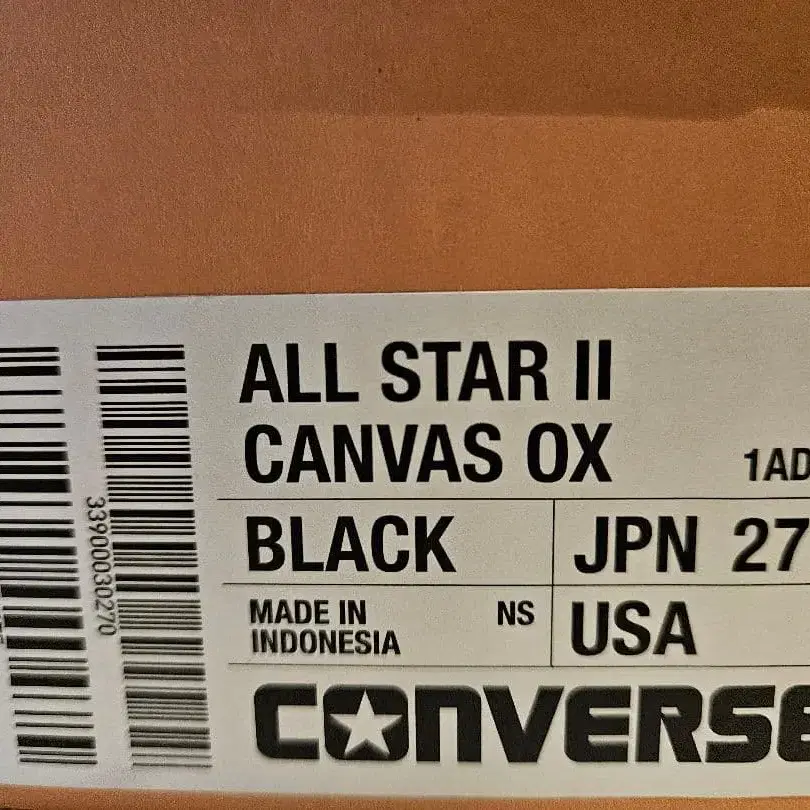 ALL STAR II
CANVAS OX
1AD
BLACK
JPN 27
MADE IN
INDONESIA
NS
USA
CONVERSE
33900030270